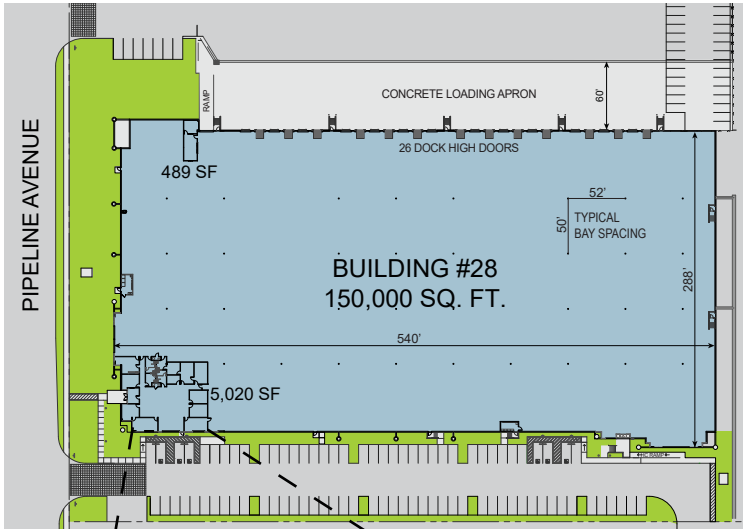 CONCRETE LOADING APRON
60'
RAMP
26 DOCK HIGH DOORS
489 SF
52'
50'
TYPICAL
BAY SPACING
PIPELINE AVENUE
BUILDING #28
150,000 SQ. FT.
288'
540'
5,020 SF
RAMP